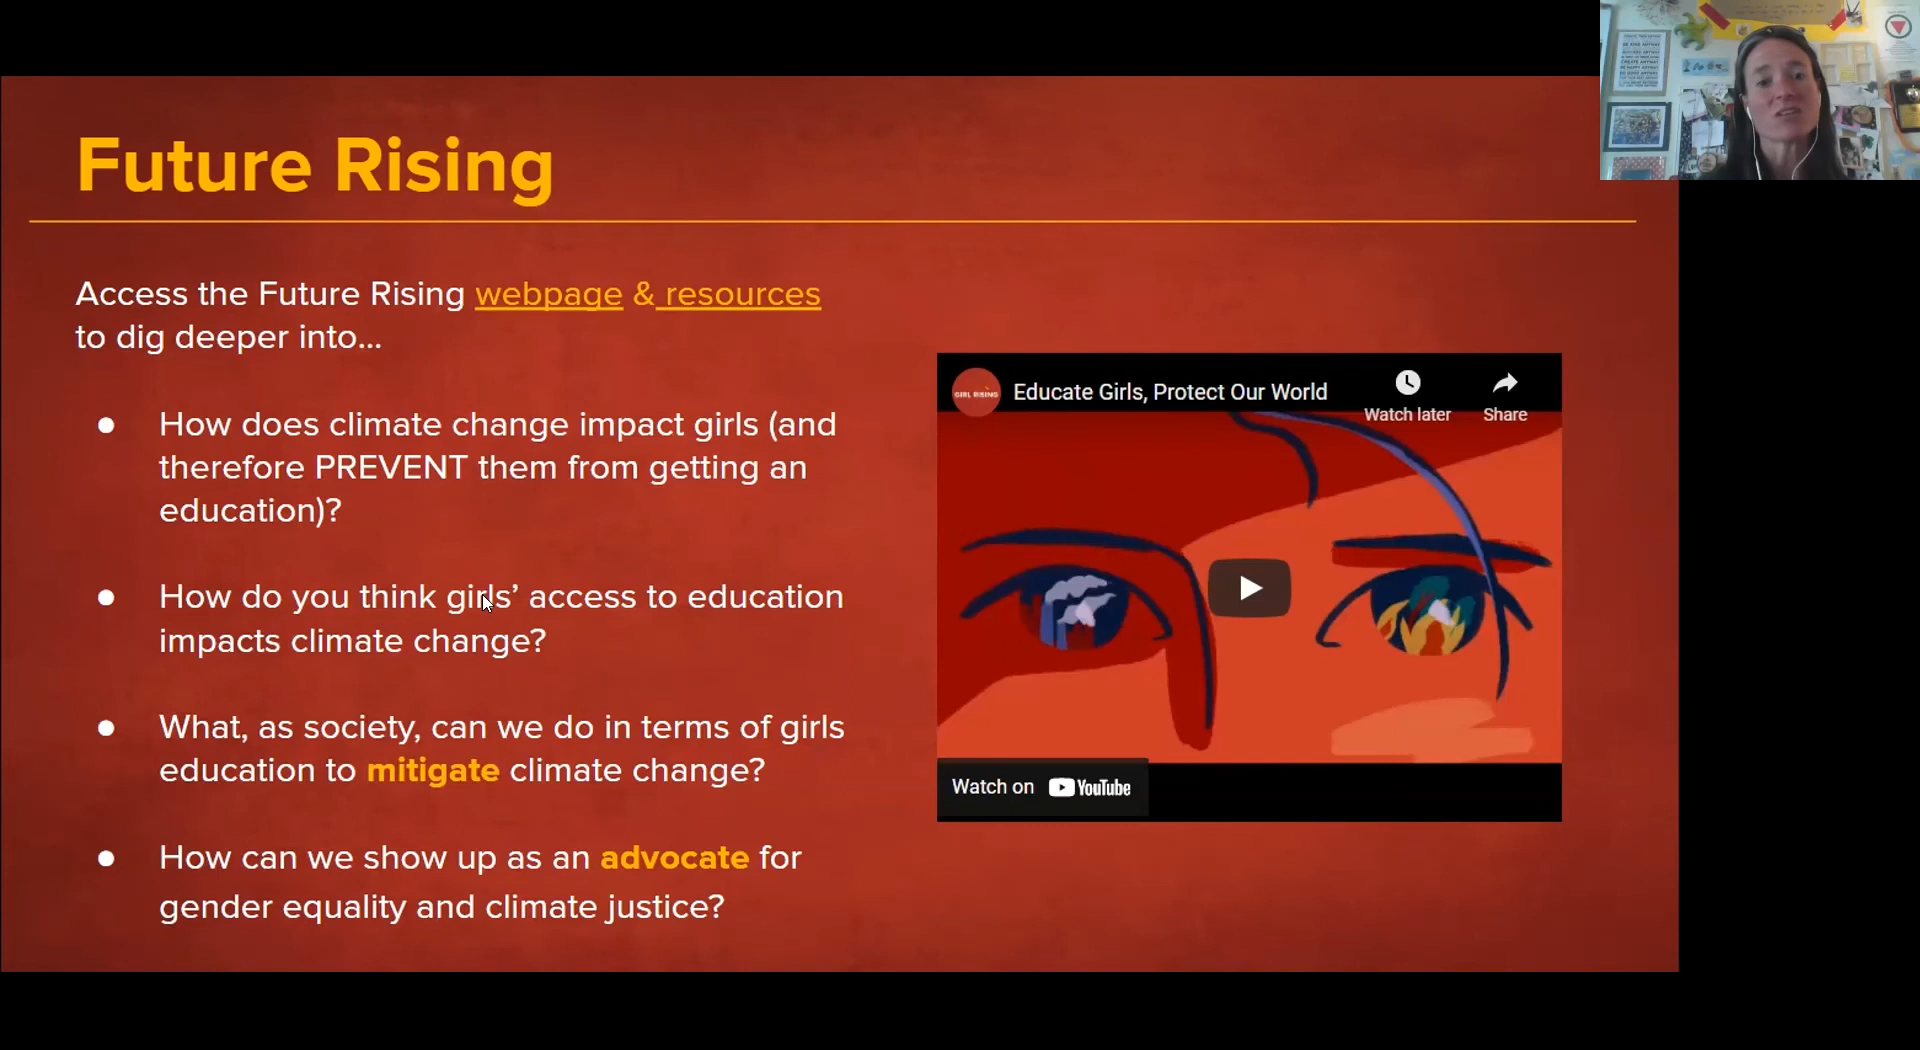 Future Rising
Access the Future Rising webpage & resources
to dig deeper into...
● How does climate change impact girls (and
therefore PREVENT them from getting an
education)?
● How do you think girls’ access to education
impacts climate change?
● What, as society, can we do in terms of girls
education to mitigate climate change?
● How can we show up as an advocate for
gender equality and climate justice?
GIRL RISING
Educate Girls, Protect Our World
Watch later
Share
Watch on YouTube